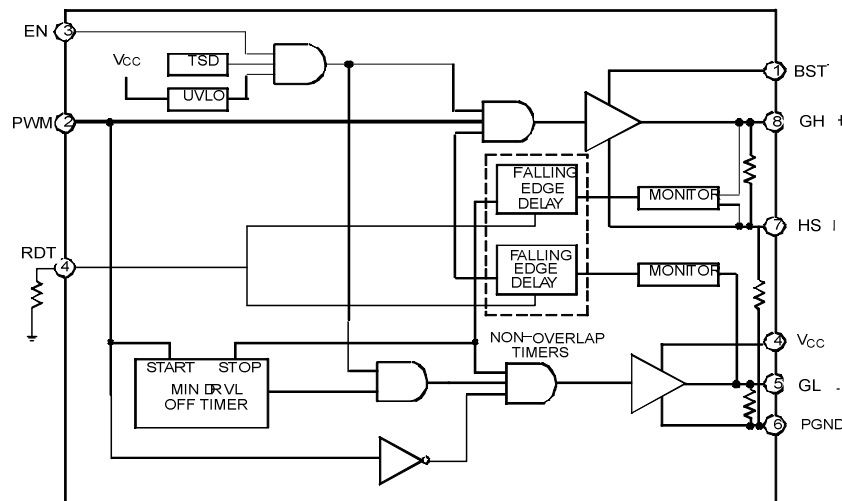 EN 3
VCC
TSD
UVLO
PWM 2
1 BST
8 GH
FALLING
EDGE
DELAY
MONITOR
7 HS
RDT
4
FALLING
EDGE
DELAY
MONITOR
NON-OVERLAP
TIMERS
4 VCC
START STOP
MIN DRVL
OFF TIMER
5 GL
6 PGND